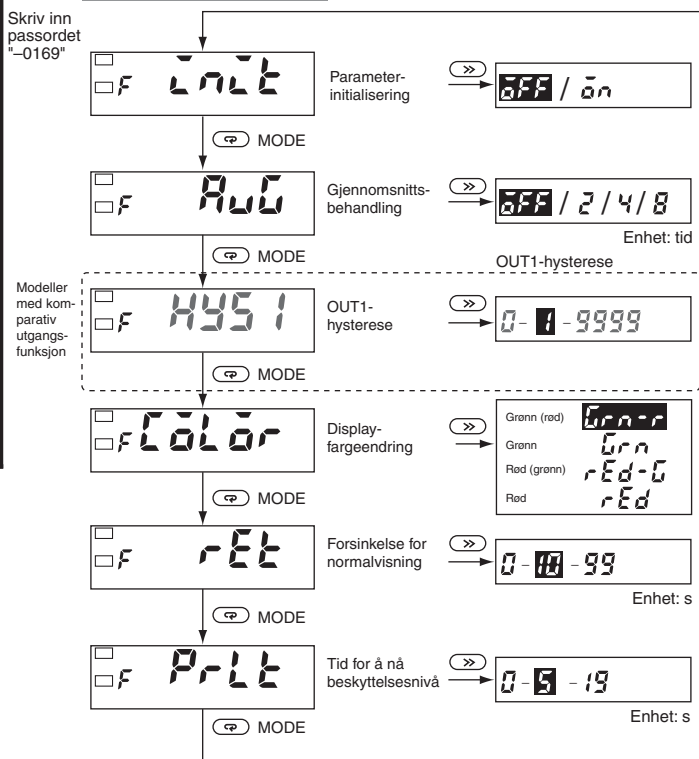 Skriv inn
passordet
"–0169"
F init
Parameter-
initialisering
oFF / on
MODE
F AvG
Gjennomsnitts-
behandling
oFF / 2 / 4 / 8
Enhet: tid
MODE
OUT1-hysterese
Modeller
med kom-
parativ
utgangs-
funksjon
F HYS1
OUT1-
hysterese
0- 1 -9999
MODE
F CoLor
Display-
fargeendring
Grønn (rød) Grn-r
Grønn Grn
Rød (grønn) rEd-G
Rød rEd
MODE
F rEt
Forsinkelse for
normalvisning
0-10-99
Enhet: s
MODE
F PrLt
Tid for å nå
beskyttelsesnivå
0-5 -19
Enhet: s
MODE